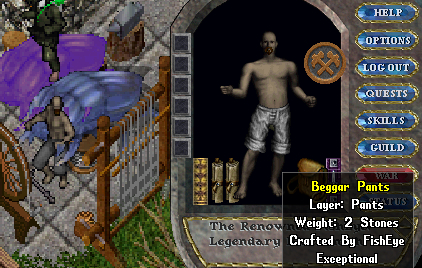 HELP
OPTIONS
LOG OUT
QUESTS
SKILLS
GUILD
E
WAR
STATUS
Beggar Pants
Layer: Pants
Weight: 2 Stones
Crafted By FishEye
Exceptional
The Renown
Legendary